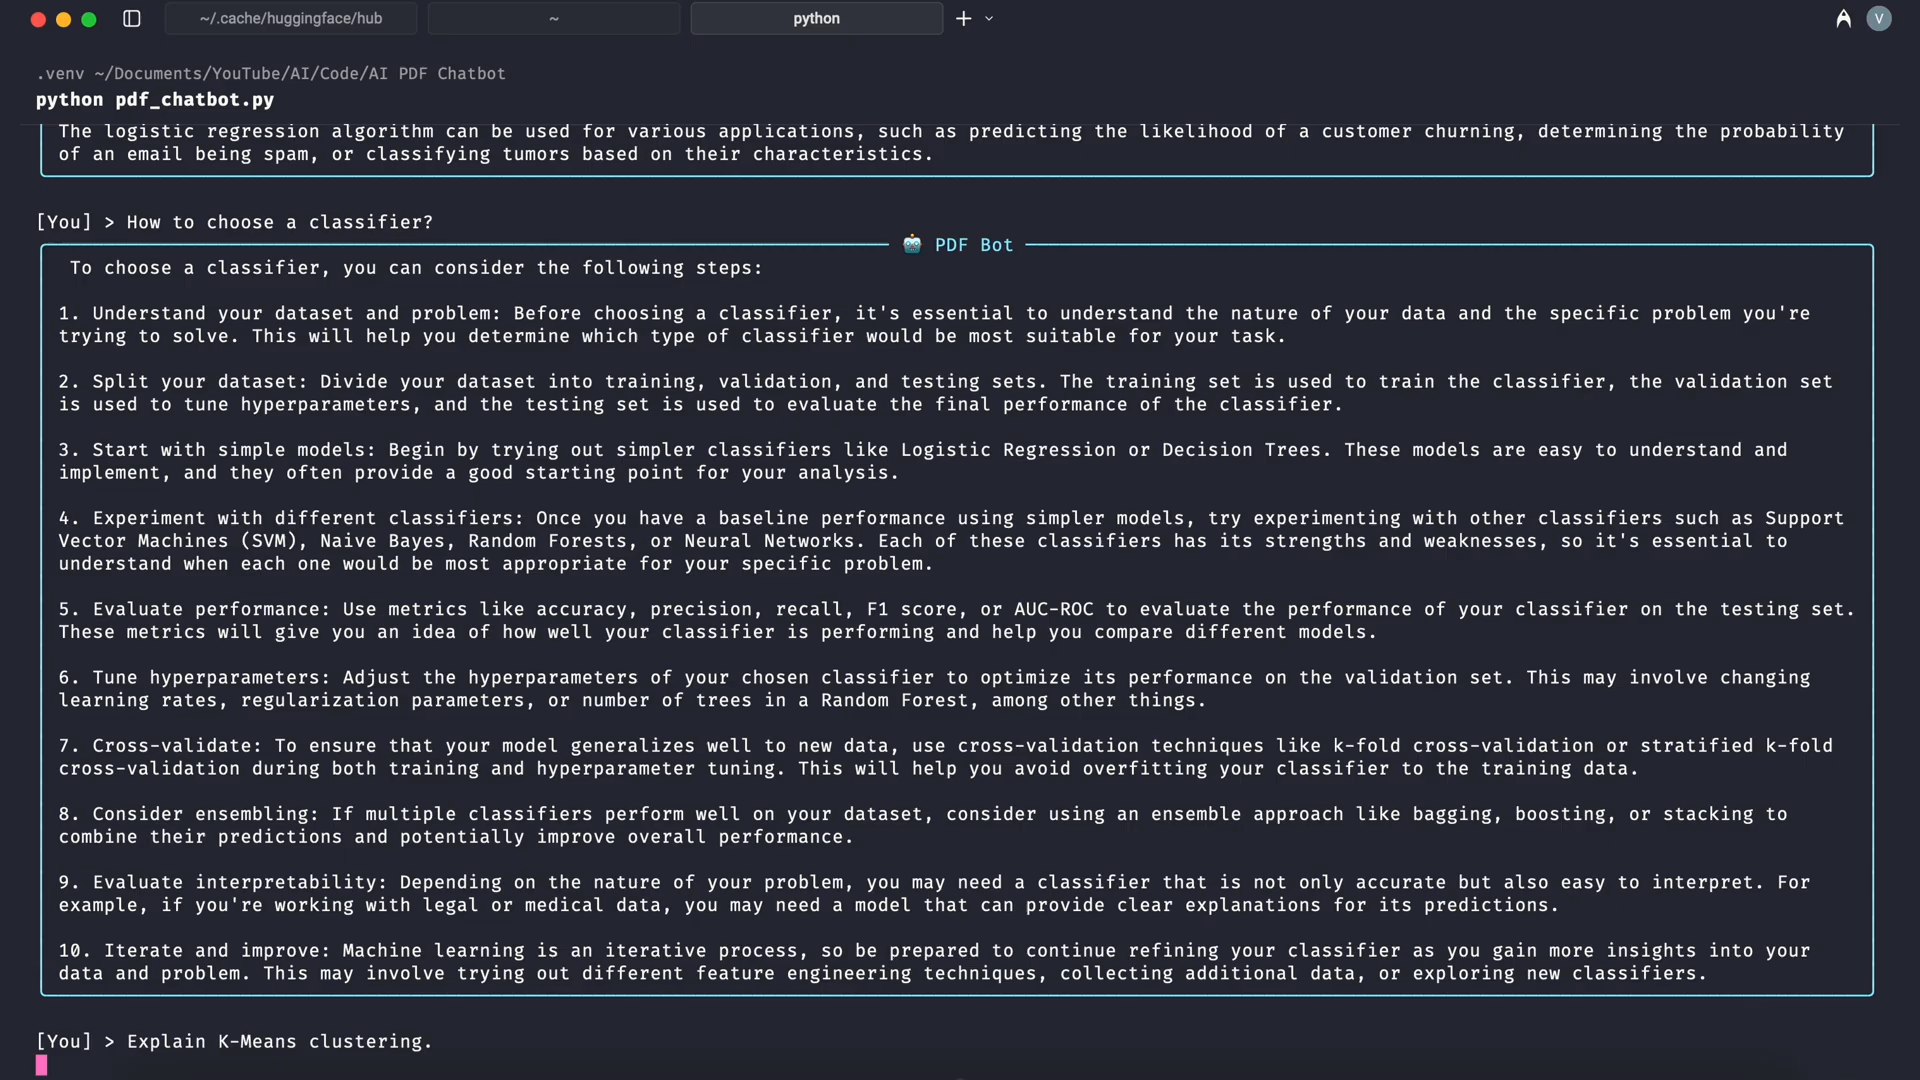 ~/.cache/huggingface/hub
~
python
V
.venv ~/Documents/YouTube/AI/Code/AI PDF Chatbot
python pdf_chatbot.py
The logistic regression algorithm can be used for various applications, such as predicting the likelihood of a customer churning, determining the probability
of an email being spam, or classifying tumors based on their characteristics.
[You] > How to choose a classifier?
PDF Bot
To choose a classifier, you can consider the following steps:
1. Understand your dataset and problem: Before choosing a classifier, it's essential to understand the nature of your data and the specific problem you're
trying to solve. This will help you determine which type of classifier would be most suitable for your task.
2. Split your dataset: Divide your dataset into training, validation, and testing sets. The training set is used to train the classifier, the validation set
is used to tune hyperparameters, and the testing set is used to evaluate the final performance of the classifier.
3. Start with simple models: Begin by trying out simpler classifiers like Logistic Regression or Decision Trees. These models are easy to understand and
implement, and they often provide a good starting point for your analysis.
4. Experiment with different classifiers: Once you have a baseline performance using simpler models, try experimenting with other classifiers such as Support
Vector Machines (SVM), Naive Bayes, Random Forests, or Neural Networks. Each of these classifiers has its strengths and weaknesses, so it's essential to
understand when each one would be most appropriate for your specific problem.
5. Evaluate performance: Use metrics like accuracy, precision, recall, F1 score, or AUC-ROC to evaluate the performance of your classifier on the testing set.
These metrics will give you an idea of how well your classifier is performing and help you compare different models.
6. Tune hyperparameters: Adjust the hyperparameters of your chosen classifier to optimize its performance on the validation set. This may involve changing
learning rates, regularization parameters, or number of trees in a Random Forest, among other things.
7. Cross-validate: To ensure that your model generalizes well to new data, use cross-validation techniques like k-fold cross-validation or stratified k-fold
cross-validation during both training and hyperparameter tuning. This will help you avoid overfitting your classifier to the training data.
8. Consider ensembling: If multiple classifiers perform well on your dataset, consider using an ensemble approach like bagging, boosting, or stacking to
combine their predictions and potentially improve overall performance.
9. Evaluate interpretability: Depending on the nature of your problem, you may need a classifier that is not only accurate but also easy to interpret. For
example, if you're working with legal or medical data, you may need a model that can provide clear explanations for its predictions.
10. Iterate and improve: Machine learning is an iterative process, so be prepared to continue refining your classifier as you gain more insights into your
data and problem. This may involve trying out different feature engineering techniques, collecting additional data, or exploring new classifiers.
[You] > Explain K-Means clustering.